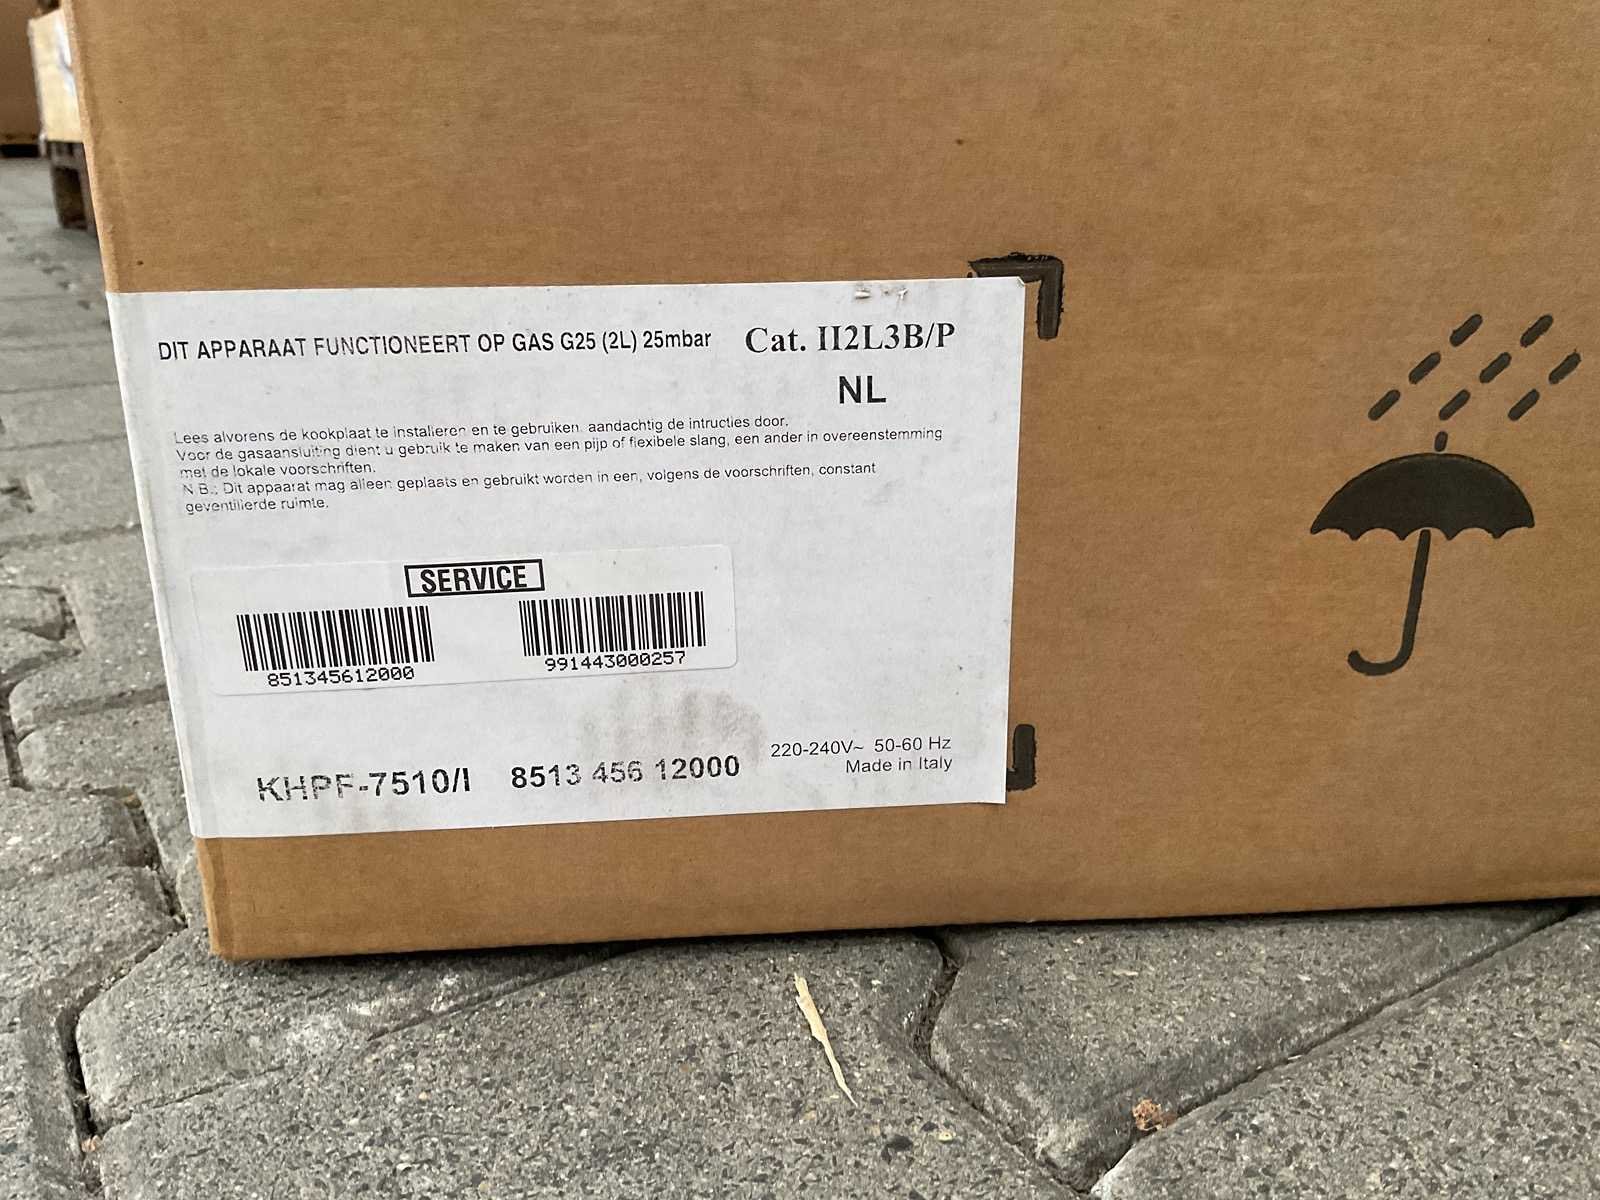 DIT APPARAAT FUNCTIONEERT OP GAS G25 (2L) 25mbar Cat. II2L3B/P
NL
Lees alvorens de kookplaat te installeren en te gebruiken, aandachtig de intructies door.
Voor de gasaansluiting dient u gebruik te maken van een pijp of flexibele slang, een ander in overeenstemming
met de lokale voorschriften.
N.B.: Dit appaarat mag alleen geplaats en gebruikt worden in een, volgens de voorschriften, constant
geventilierde ruimte.
SERVICE
851345612000 991443000257
220-240V~ 50-60 Hz
KHPF-7510/I 8513 456 12000 Made in Italy